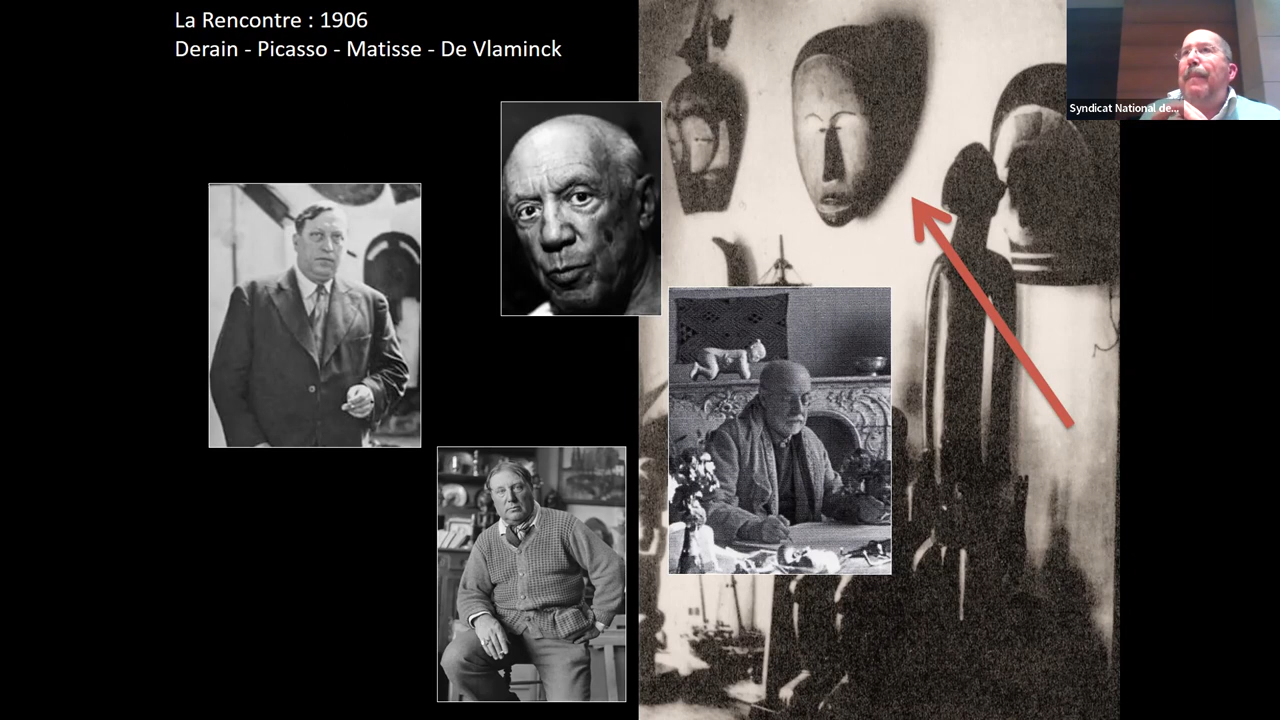 La Rencontre : 1906
Derain - Picasso - Matisse - De Vlaminck
Syndicat National de...